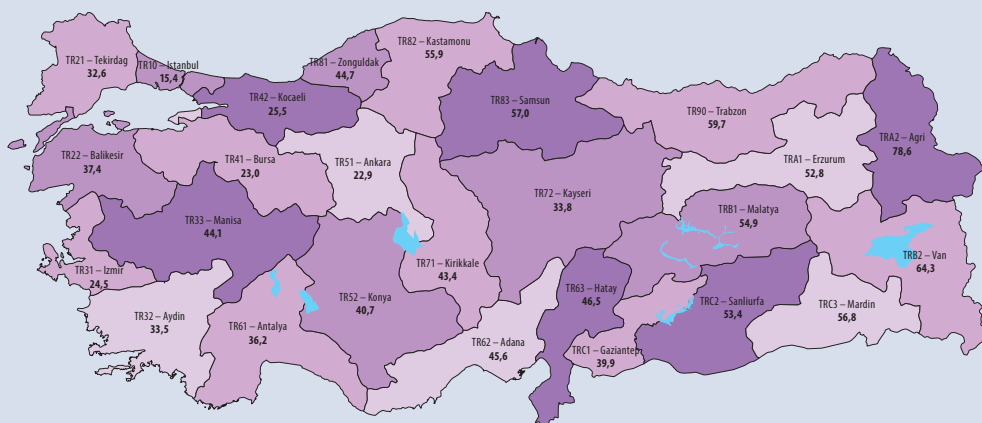 TR21 – Tekirdag
32,6
TR10 – Istanbul
15,4
TR81 – Zonguldak
44,7
TR82 – Kastamonu
55,9
TR42 – Kocaeli
25,5
TR83 – Samsun
57,0
TR90 – Trabzon
59,7
TRA2 – Agri
78,6
TR22 – Balikesir
37,4
TR41 – Bursa
23,0
TR51 – Ankara
22,9
TRA1 – Erzurum
52,8
TR72 – Kayseri
33,8
TRB1 – Malatya
54,9
TR33 – Manisa
44,1
TRB2 – Van
64,3
TR31 – Izmir
24,5
TR71 – Kirikkale
43,4
TR52 – Konya
40,7
TR63 – Hatay
46,5
TRC2 – Sanliurfa
53,4
TRC3 – Mardin
56,8
TR32 – Aydin
33,5
TR61 – Antalya
36,2
TR62 – Adana
45,6
TRC1 – Gaziantep
39,9